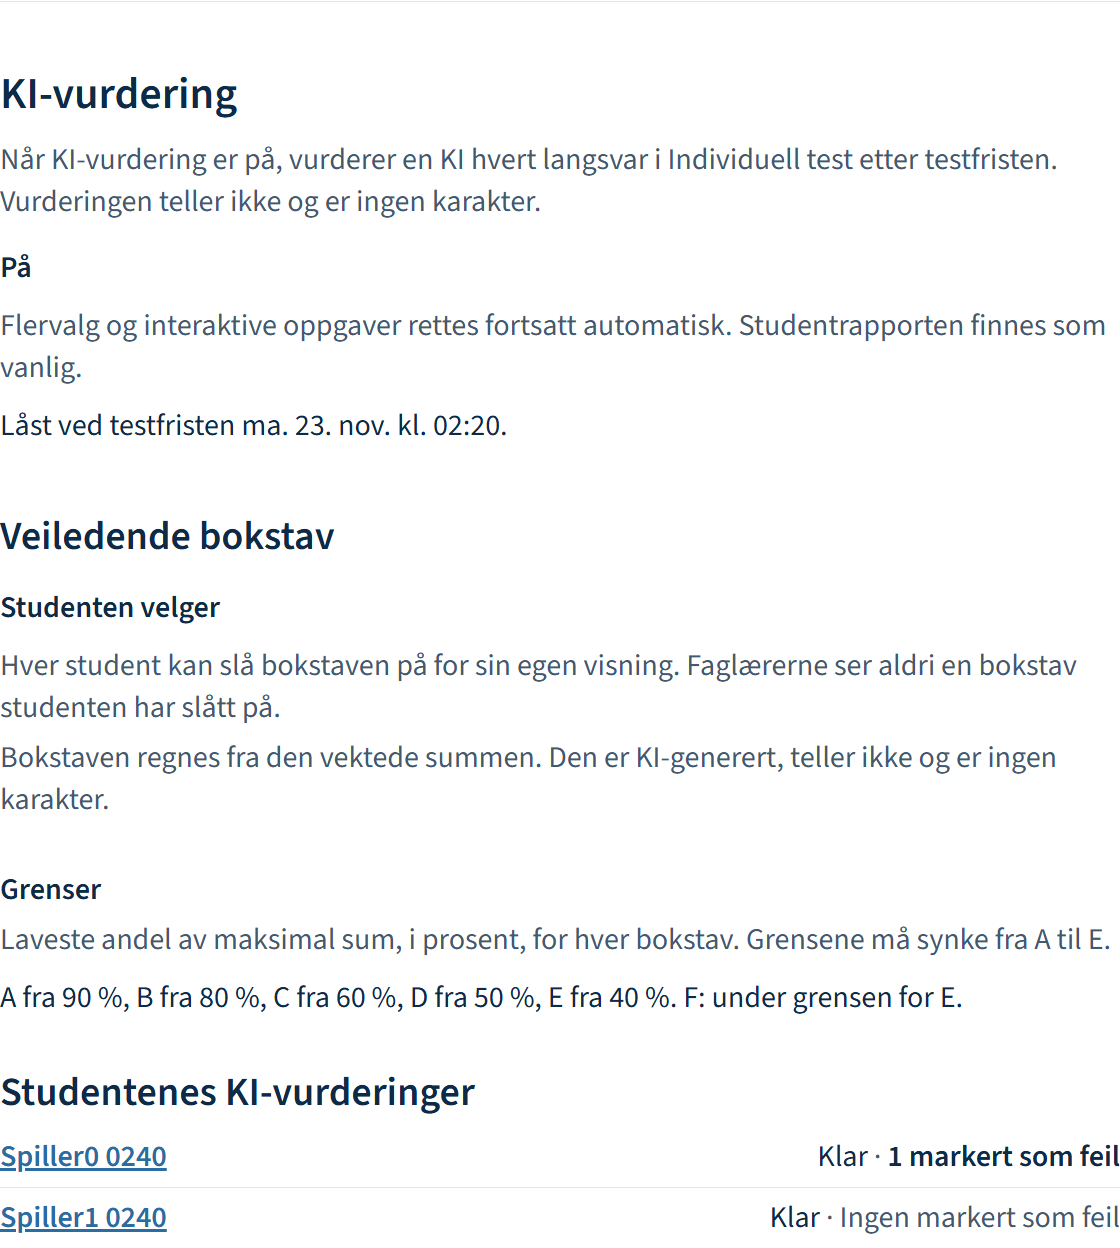 KI-vurdering
Når KI-vurdering er på, vurderer en KI hvert langsvar i Individuell test etter testfristen.
Vurderingen teller ikke og er ingen karakter.
På
Flervalg og interaktive oppgaver rettes fortsatt automatisk. Studentrapporten finnes som
vanlig.
Låst ved testfristen ma. 23. nov. kl. 02:20.
Veiledende bokstav
Studenten velger
Hver student kan slå bokstaven på for sin egen visning. Faglærerne ser aldri en bokstav
studenten har slått på.
Bokstaven regnes fra den vektede summen. Den er KI-generert, teller ikke og er ingen
karakter.
Grenser
Laveste andel av maksimal sum, i prosent, for hver bokstav. Grensene må synke fra A til E.
A fra 90 %, B fra 80 %, C fra 60 %, D fra 50 %, E fra 40 %. F: under grensen for E.
Studentenes KI-vurderinger
Spiller0 0240 Klar · 1 markert som feil
Spiller1 0240 Klar · Ingen markert som feil